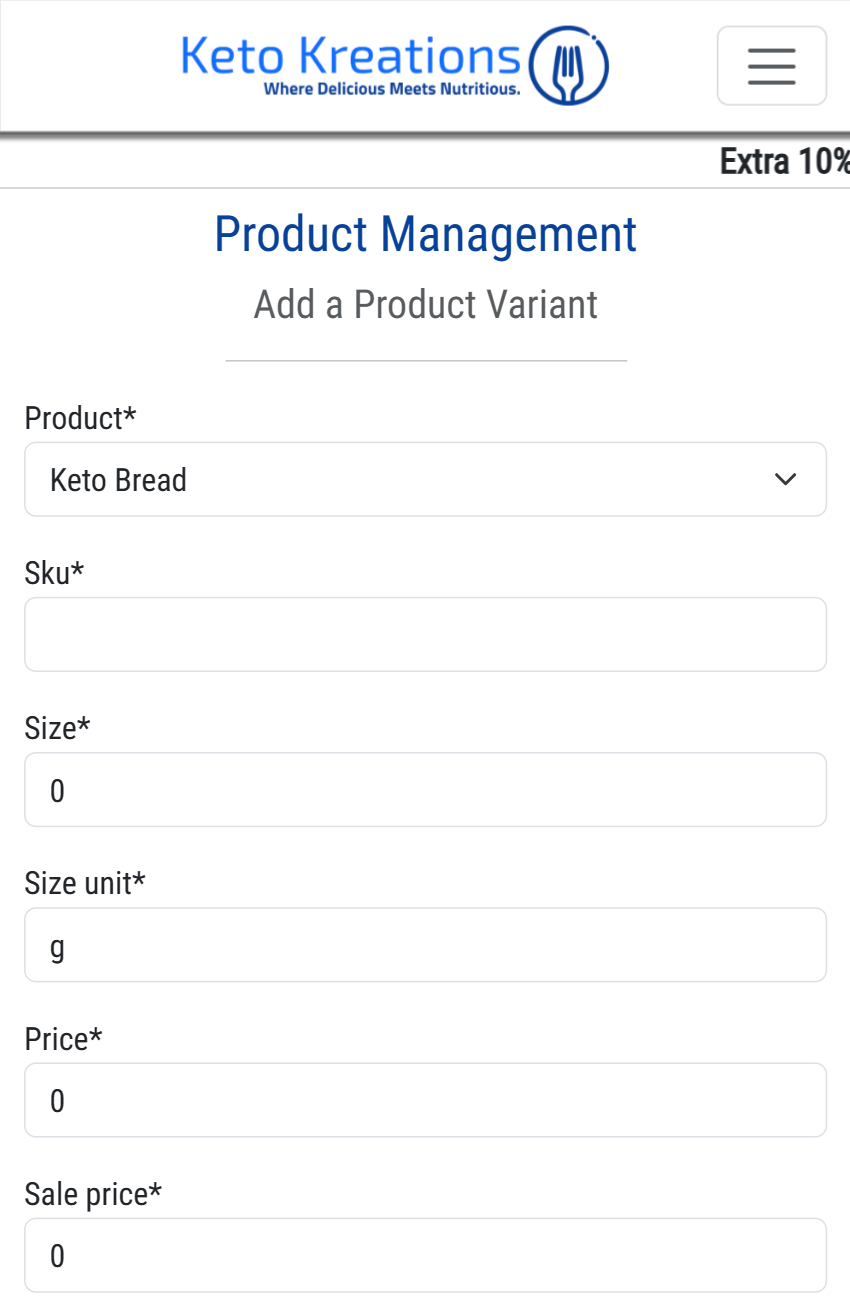 Keto Kreations
Where Delicious Meets Nutritious.
Extra 10%
Product Management
Add a Product Variant
Product*
Keto Bread
Sku*
Size*
0
Size unit*
g
Price*
0
Sale price*
0